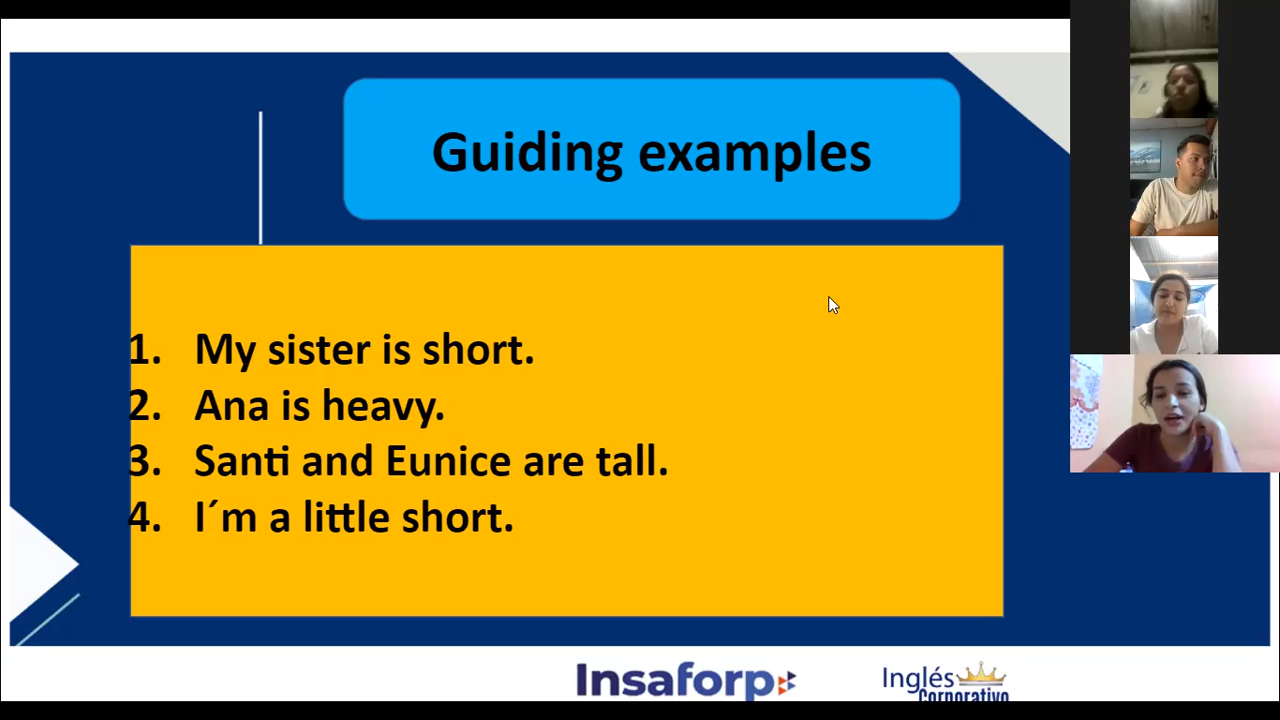 Guiding examples
1. My sister is short.
2. Ana is heavy.
3. Santi and Eunice are tall.
4. I´m a little short.
Insaforp
Inglés
Corporativo